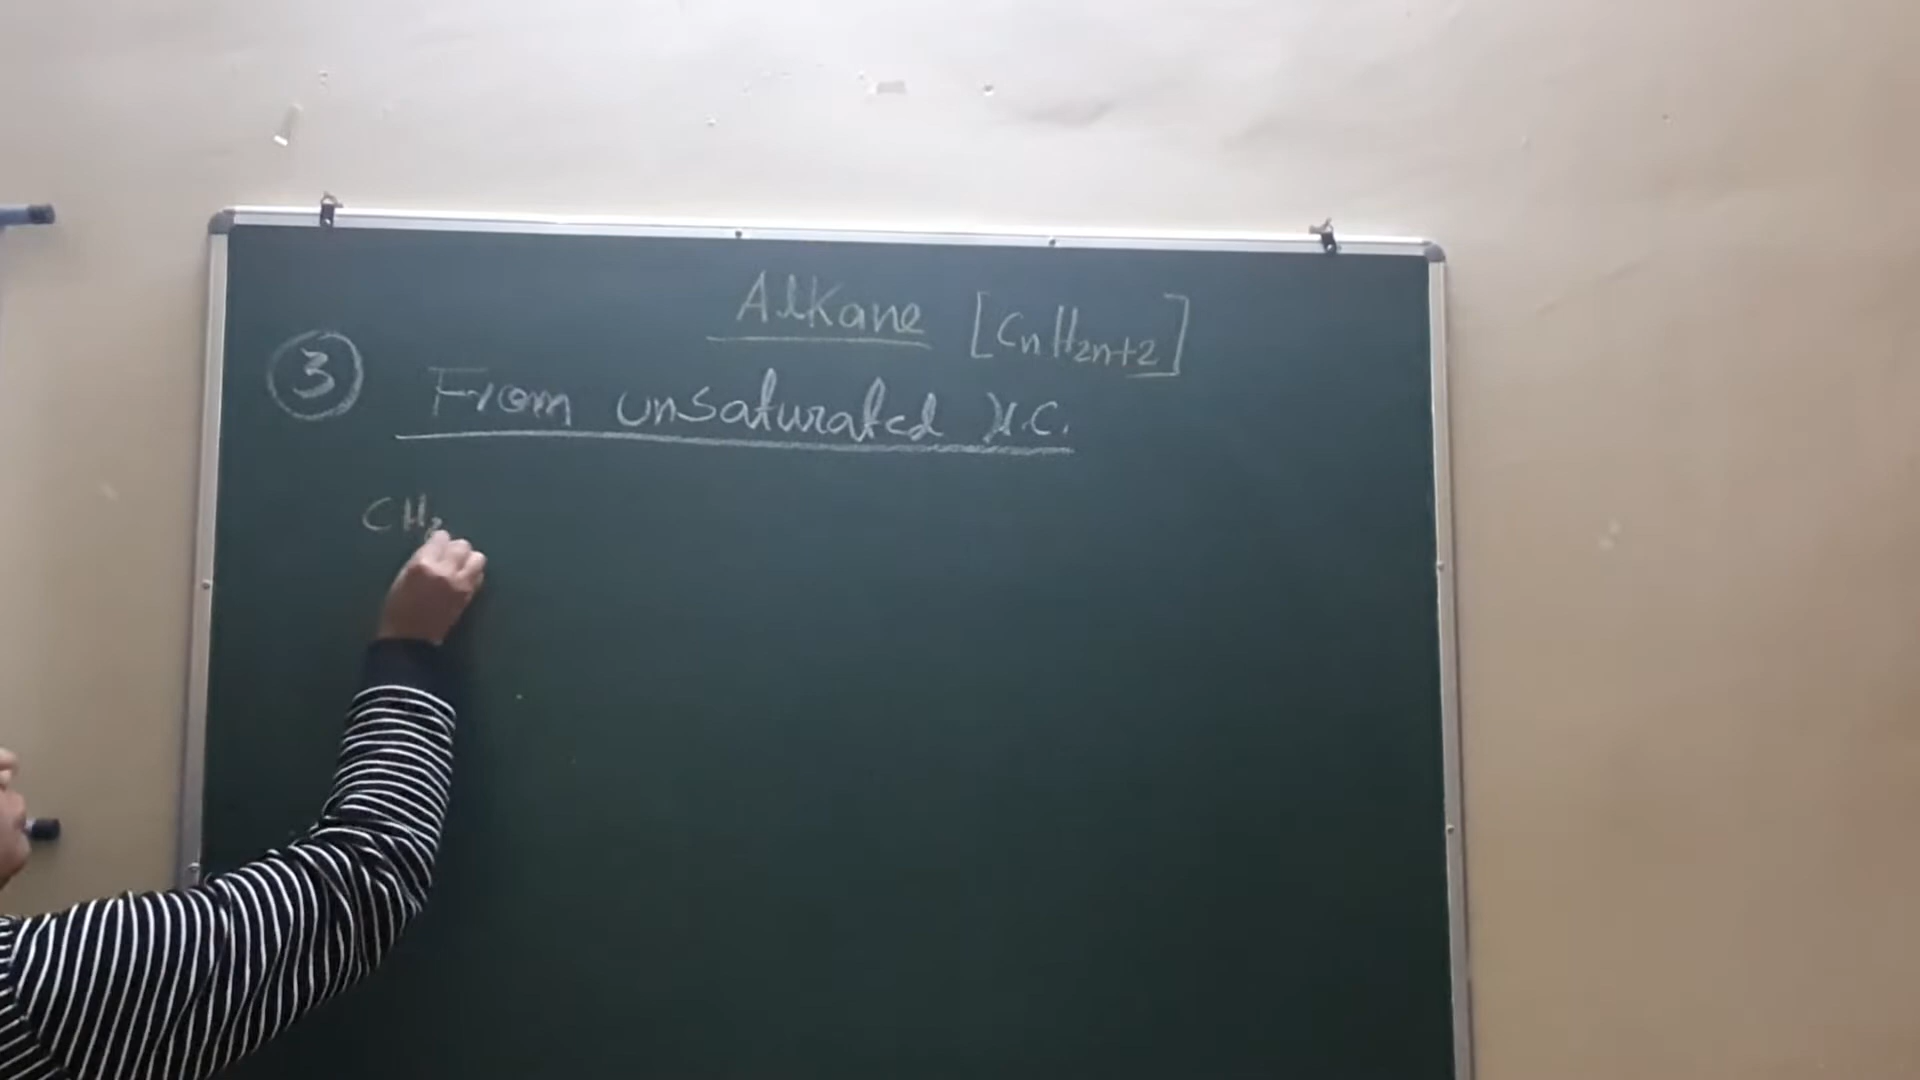 Alkane [CnH2n+2]
③ From unsaturated H.C.
CH2